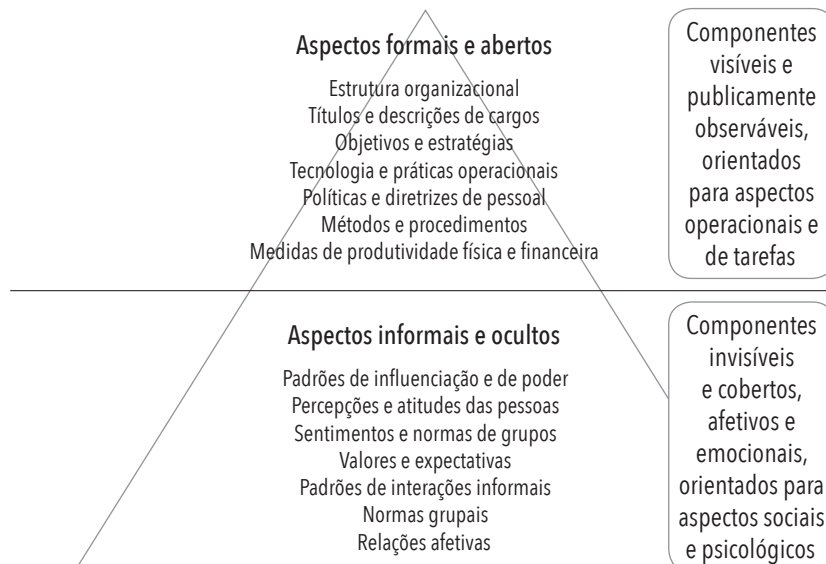 Aspectos formais e abertos
Estrutura organizacional
Títulos e descrições de cargos
Objetivos e estratégias
Tecnologia e práticas operacionais
Políticas e diretrizes de pessoal
Métodos e procedimentos
Medidas de produtividade física e financeira
Componentes
visíveis e
publicamente
observáveis,
orientados
para aspectos
operacionais e
de tarefas
Aspectos informais e ocultos
Padrões de influenciação e de poder
Percepções e atitudes das pessoas
Sentimentos e normas de grupos
Valores e expectativas
Padrões de interações informais
Normas grupais
Relações afetivas
Componentes
invisíveis
e cobertos,
afetivos e
emocionais,
orientados para
aspectos sociais
e psicológicos